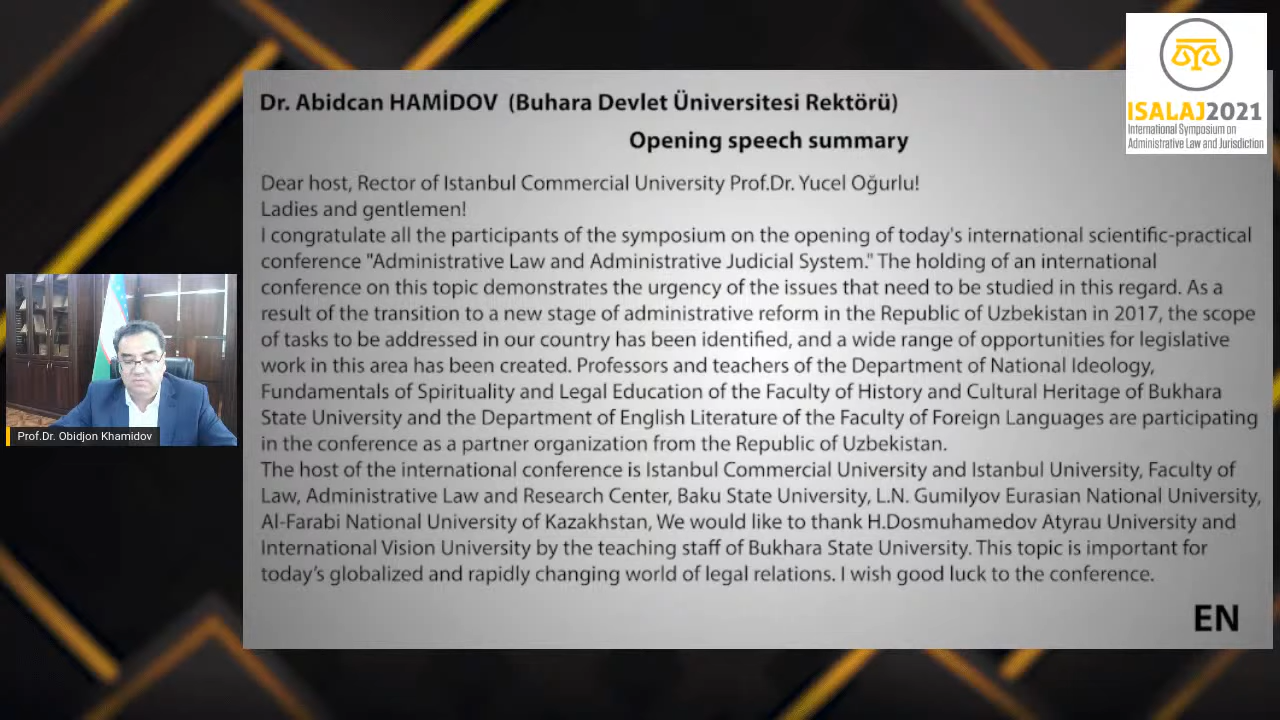 ISALAJ2021
International Symposium on
Administrative Law and Jurisdiction
Dr. Abidcan HAMİDOV (Buhara Devlet Üniversitesi Rektörü)
Opening speech summary
Dear host, Rector of Istanbul Commercial University Prof.Dr. Yucel Oğurlu!
Ladies and gentlemen!
I congratulate all the participants of the symposium on the opening of today's international scientific-practical
conference "Administrative Law and Administrative Judicial System." The holding of an international
conference on this topic demonstrates the urgency of the issues that need to be studied in this regard. As a
result of the transition to a new stage of administrative reform in the Republic of Uzbekistan in 2017, the scope
of tasks to be addressed in our country has been identified, and a wide range of opportunities for legislative
work in this area has been created. Professors and teachers of the Department of National Ideology,
Fundamentals of Spirituality and Legal Education of the Faculty of History and Cultural Heritage of Bukhara
State University and the Department of English Literature of the Faculty of Foreign Languages are participating
in the conference as a partner organization from the Republic of Uzbekistan.
The host of the international conference is Istanbul Commercial University and Istanbul University, Faculty of
Law, Administrative Law and Research Center, Baku State University, L.N. Gumilyov Eurasian National University,
Al-Farabi National University of Kazakhstan, We would like to thank H.Dosmuhamedov Atyrau University and
International Vision University by the teaching staff of Bukhara State University. This topic is important for
today's globalized and rapidly changing world of legal relations. I wish good luck to the conference.
EN
Prof.Dr. Obidjon Khamidov